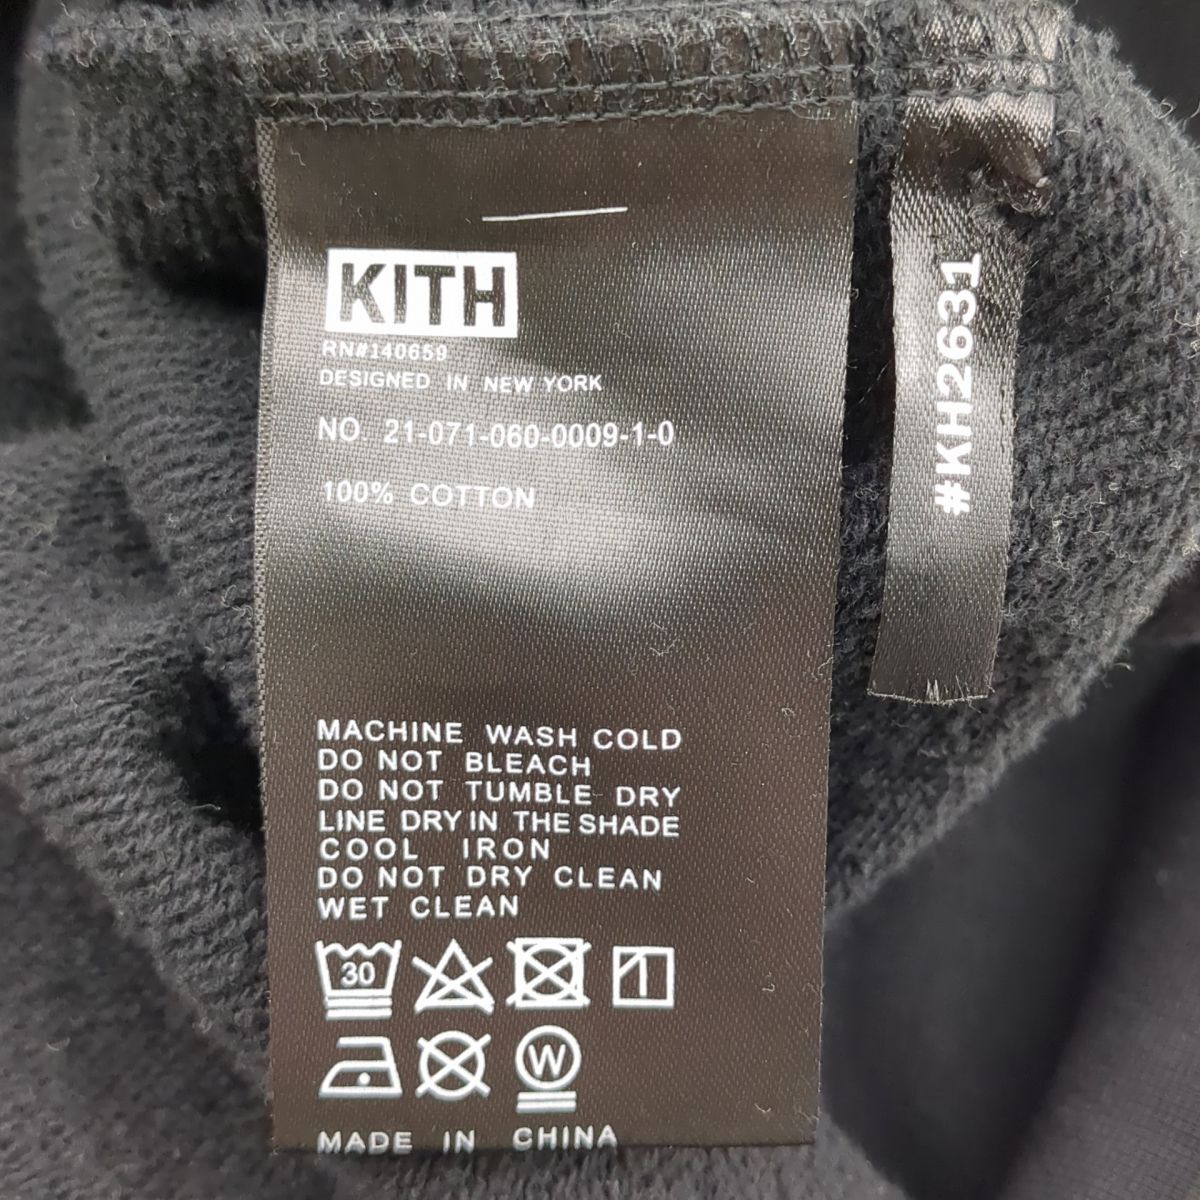 KITH
RN#140659
DESIGNED IN NEW YORK
NO 21-071-060-0009-1-0
100% COTTON
MACHINE WASH COLD
DO NOT BLEACH
DO NOT TUMBLE DRY
LINE DRY IN THE SHADE
COOL IRON
DO NOT DRY CLEAN
WET CLEAN
30
W
MADE IN CHINA
#KH2631